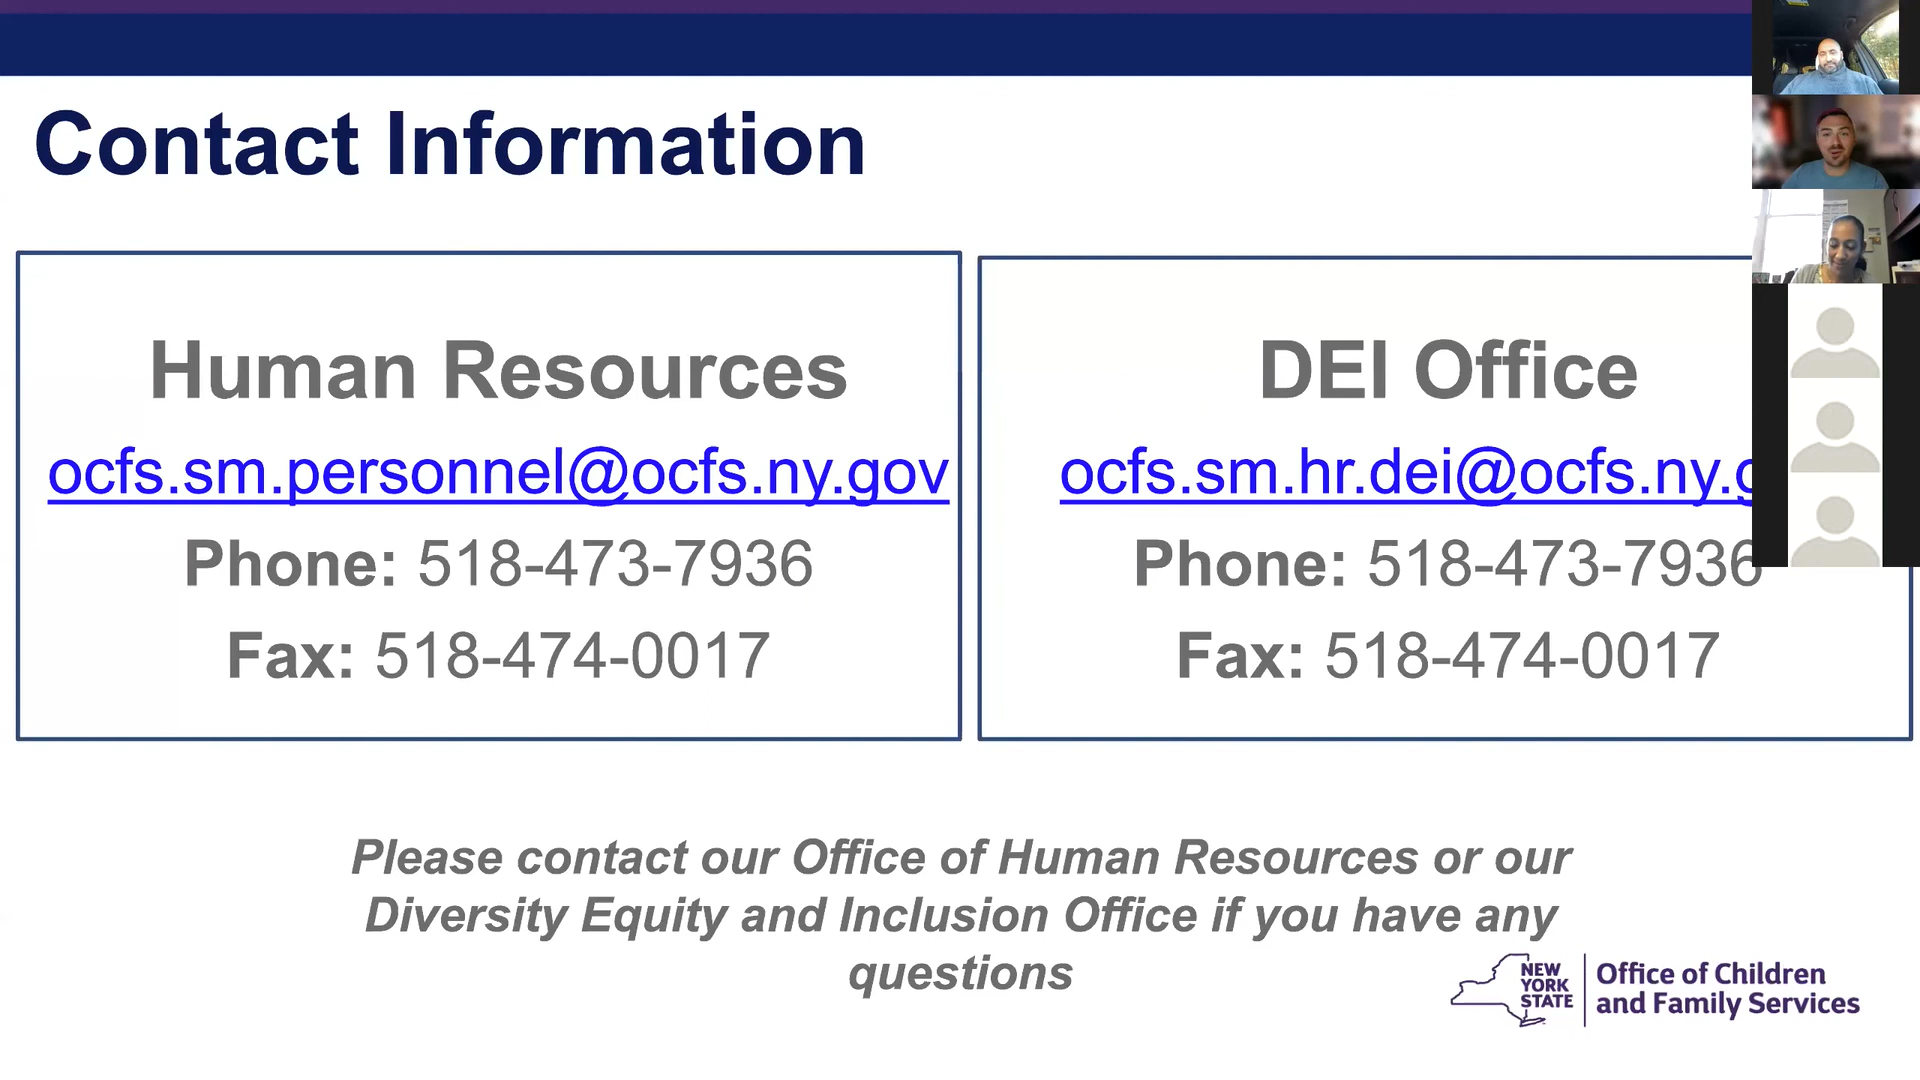 Contact Information
Human Resources
ocfs.sm.personnel@ocfs.ny.gov
Phone: 518-473-7936
Fax: 518-474-0017
DEI Office
ocfs.sm.hr.dei@ocfs.ny.g
Phone: 518-473-7936
Fax: 518-474-0017
Please contact our Office of Human Resources or our
Diversity Equity and Inclusion Office if you have any
questions
NEW
YORK
STATE
Office of Children
and Family Services